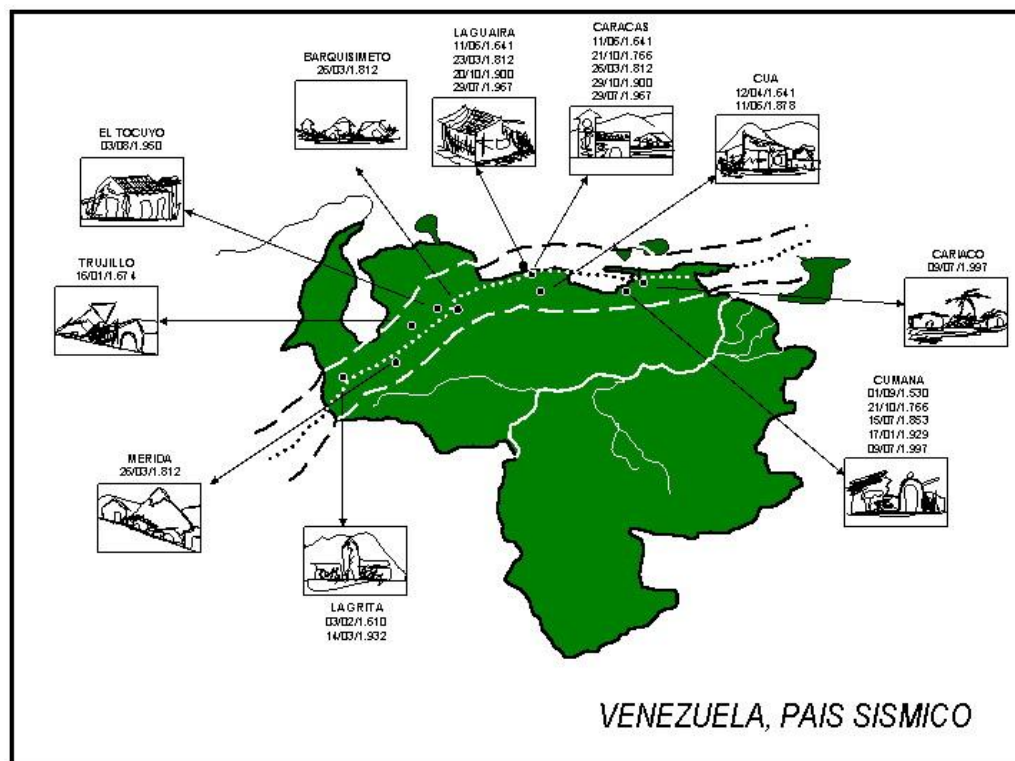 BARQUISIMETO
26/03/1.812
LA GUAIRA
11/06/1.641
23/03/1.812
20/10/1.900
29/07/1.967
CARACAS
11/06/1.641
21/10/1.766
26/03/1.812
29/10/1.900
29/07/1.967
CUA
12/04/1.641
11/06/1.878
EL TOCUYO
03/08/1.950
TRUJILLO
16/01/1.674
CARIACO
09/07/1.997
CUMANA
01/09/1.530
21/10/1.766
15/07/1.853
17/01/1.929
09/07/1.997
MERIDA
26/03/1.812
LA GRITA
03/02/1.610
14/03/1.932
VENEZUELA, PAIS SISMICO